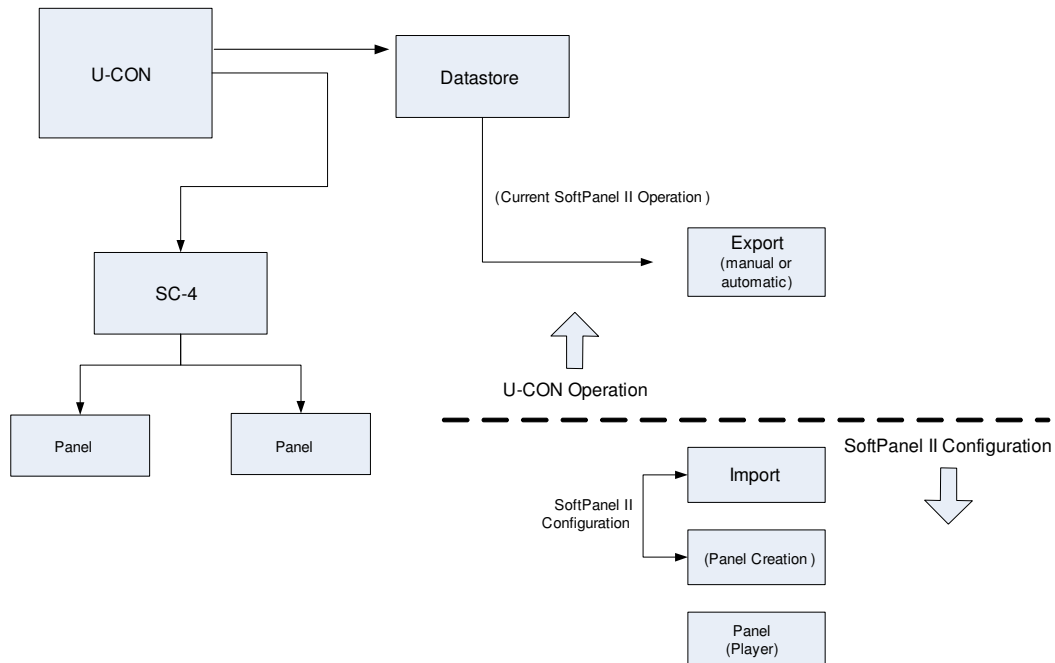 U-CON
Datastore
(Current SoftPanel II Operation )
Export
(manual or
automatic)
SC-4
U-CON Operation
Panel
Panel
SoftPanel II Configuration
Import
SoftPanel II
Configuration
(Panel Creation )
Panel
(Player)